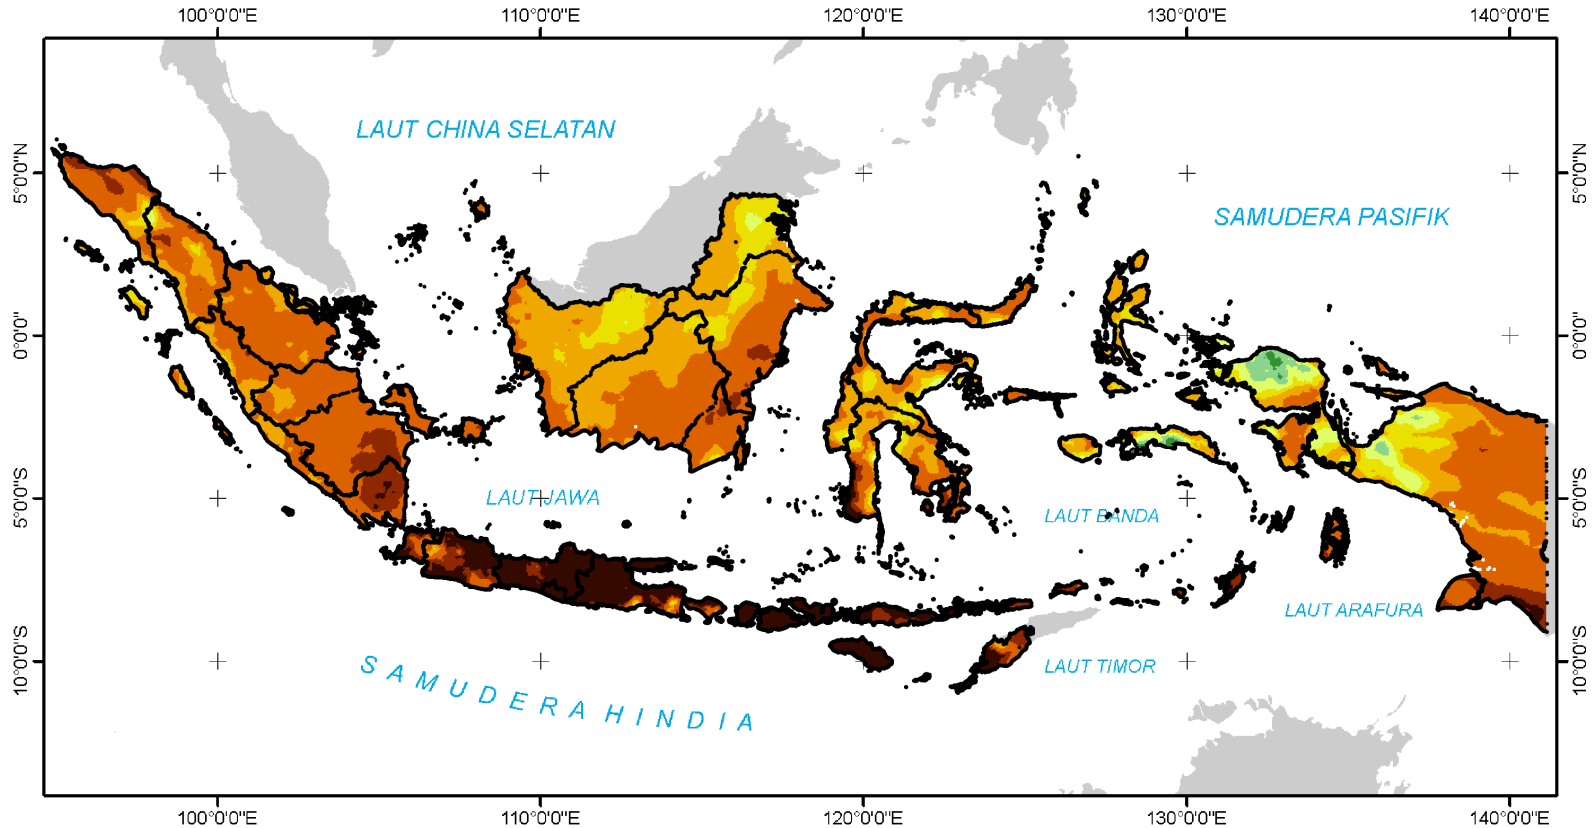 100°0'0"E 110°0'0"E 120°0'0"E 130°0'0"E 140°0'0"E
LAUT CHINA SELATAN
5°0'0"N 5°0'0"N
SAMUDERA PASIFIK
0°0'0" 0°0'0"
LAUT JAWA
5°0'0"S 5°0'0"S
LAUT BANDA
LAUT ARAFURA
10°0'0"S 10°0'0"S
LAUT TIMOR
SAMUDERA HINDIA
100°0'0"E 110°0'0"E 120°0'0"E 130°0'0"E 140°0'0"E